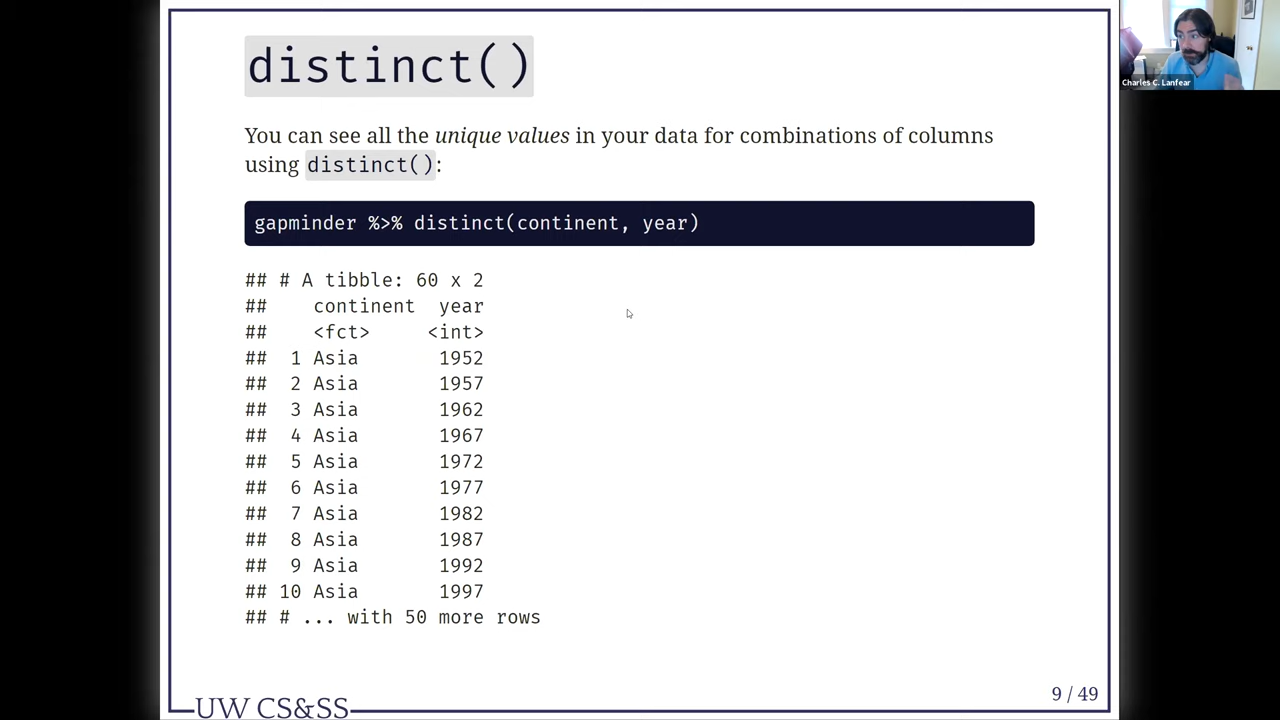 distinct()
Charles C. Lanfear
You can see all the unique values in your data for combinations of columns
using distinct():
gapminder %>% distinct(continent, year)
## # A tibble: 60 x 2
##    continent  year
##    <fct>     <int>
##  1 Asia       1952
##  2 Asia       1957
##  3 Asia       1962
##  4 Asia       1967
##  5 Asia       1972
##  6 Asia       1977
##  7 Asia       1982
##  8 Asia       1987
##  9 Asia       1992
## 10 Asia       1997
## # ... with 50 more rows
UW CS&SS
9 / 49